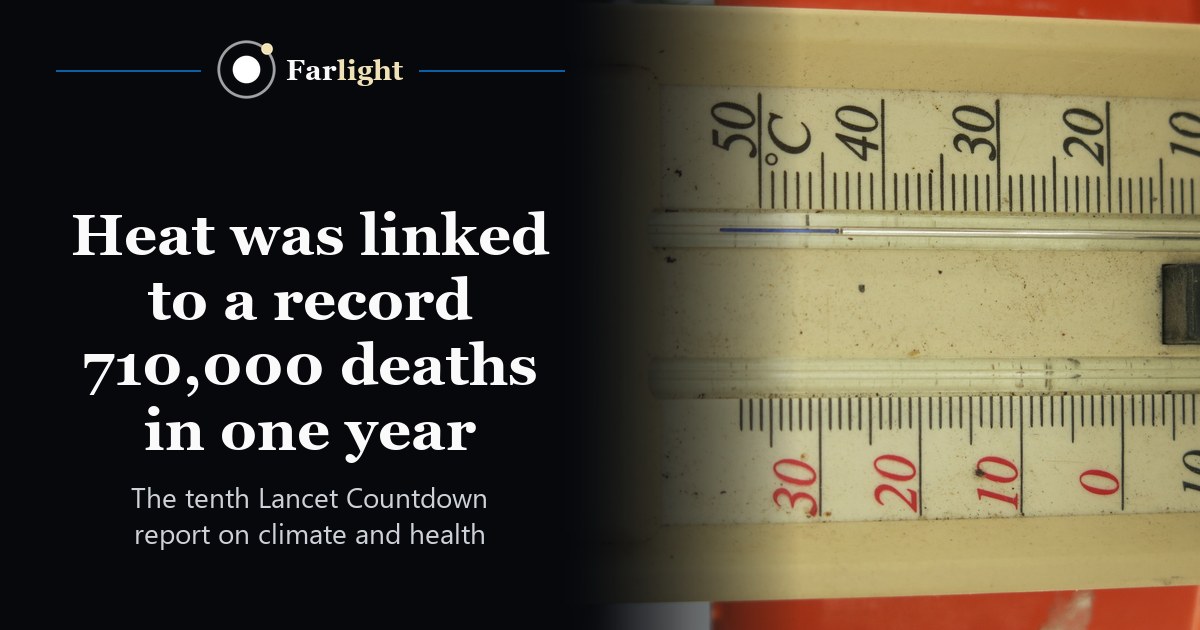 Farlight
Heat was linked
to a record
710,000 deaths
in one year
The tenth Lancet Countdown
report on climate and health
50 °C 40 30 20 10
30 20 10 0 10